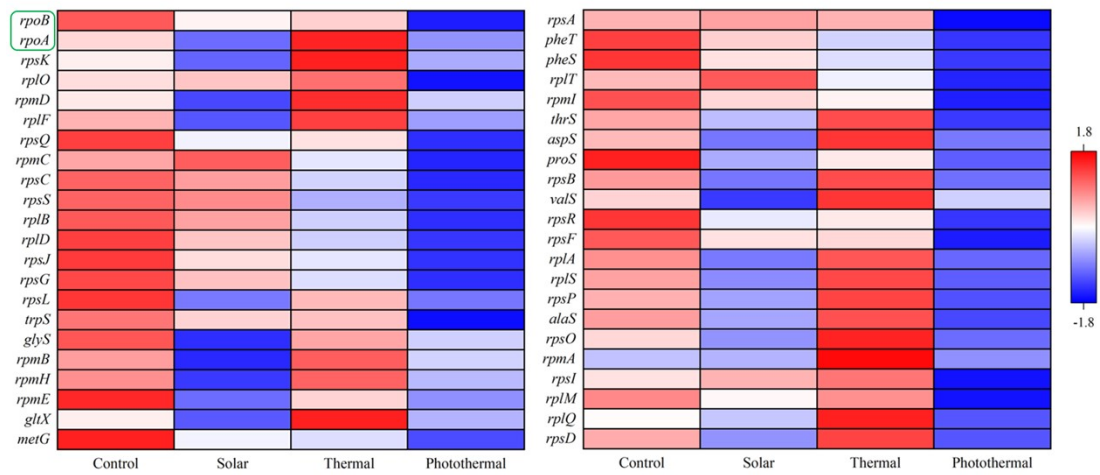 rpoB
rpoA
rpsK
rplO
rpmD
rplF
rpsQ
rpmC
rpsC
rpsS
rplB
rplD
rpsJ
rpsG
rpsL
trpS
glyS
rpmB
rpmH
rpmE
gltX
metG
Control Solar Thermal Photothermal
rpsA
pheT
pheS
rplT
rpmI
thrS
aspS
proS
rpsB
valS
rpsR
rpsF
rplA
rplS
rpsP
alaS
rpsO
rpmA
rpsI
rplM
rplQ
rpsD
Control Solar Thermal Photothermal
1.8
-1.8